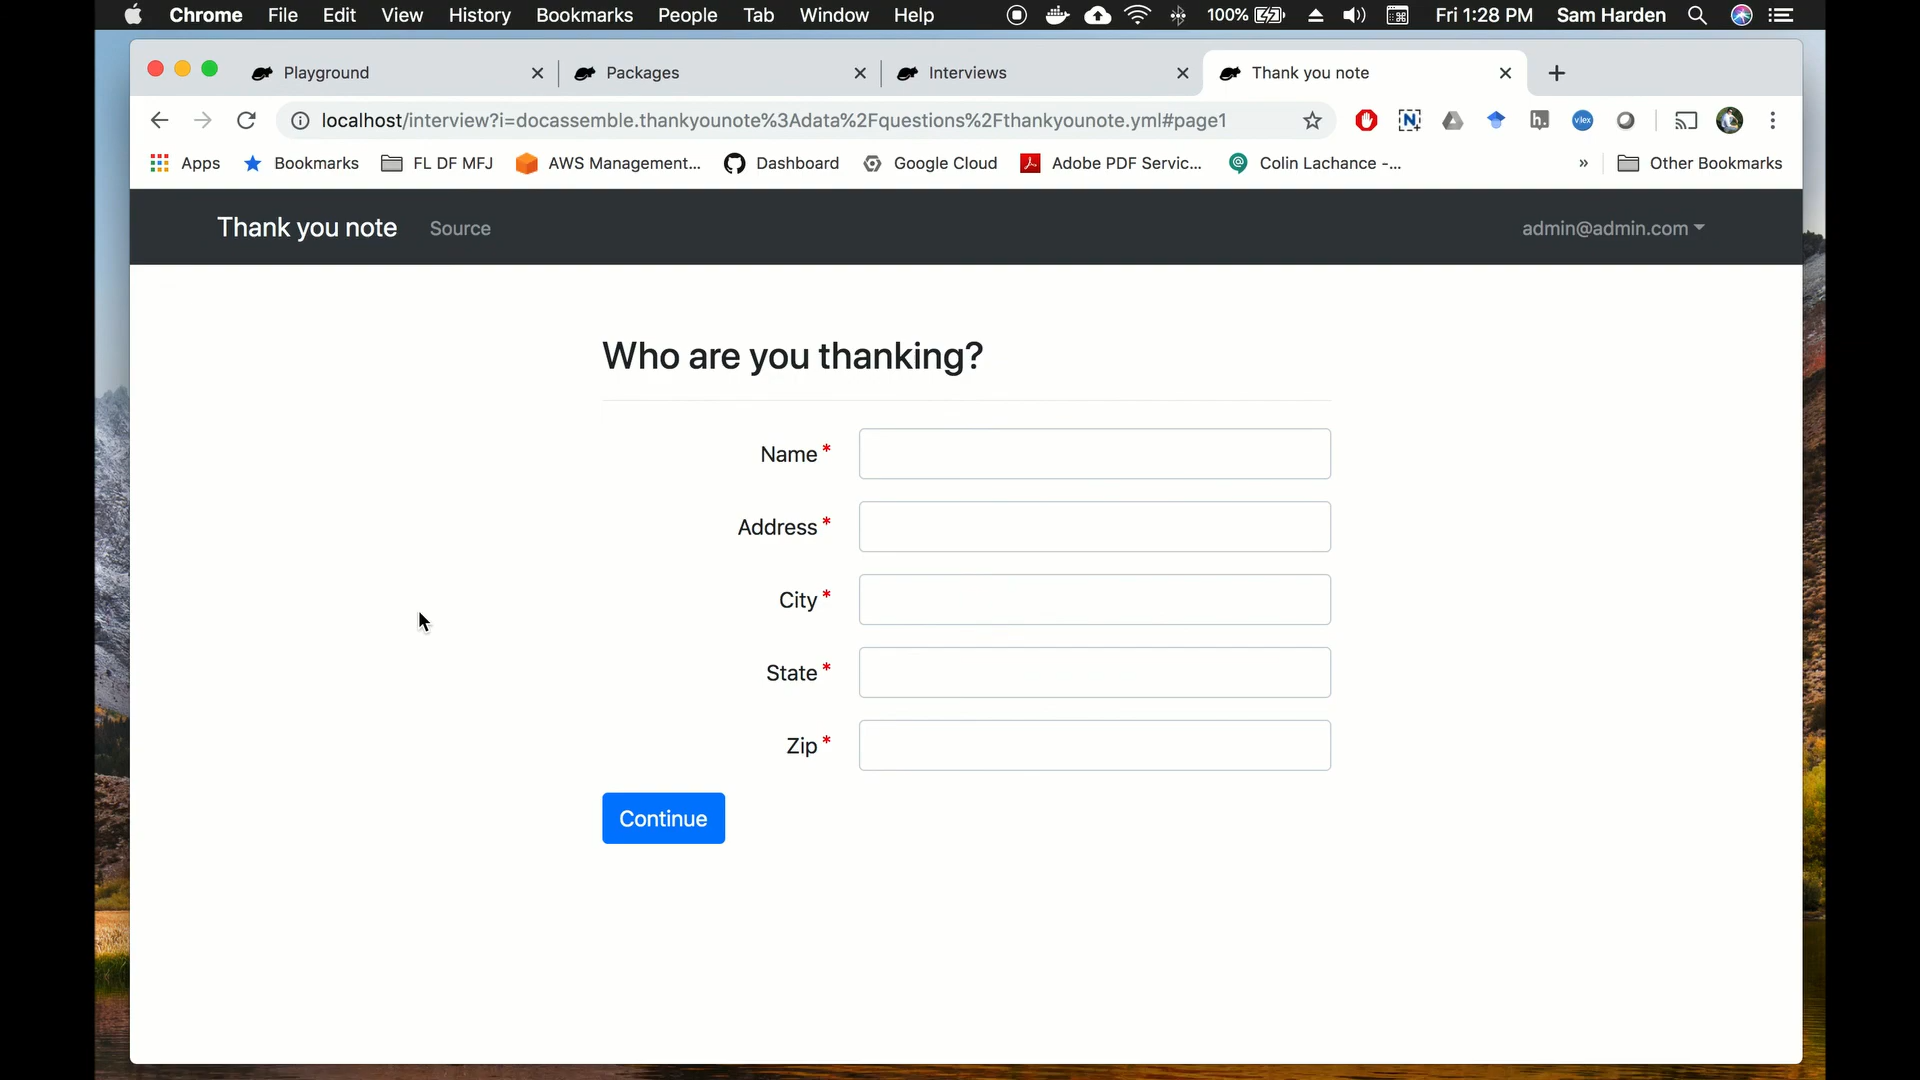 Chrome File Edit View History Bookmarks People Tab Window Help 100% Fri 1:28 PM Sam Harden
Playground Packages Interviews Thank you note
localhost/interview?i=docassemble.thankyounote%3Adata%2Fquestions%2Fthankyounote.yml#page1 N h. vlex
Apps Bookmarks FL DF MFJ AWS Management... Dashboard Google Cloud Adobe PDF Servic... Colin Lachance -... » Other Bookmarks
Thank you note Source admin@admin.com
Who are you thanking?
Name *
Address *
City *
State *
Zip *
Continue